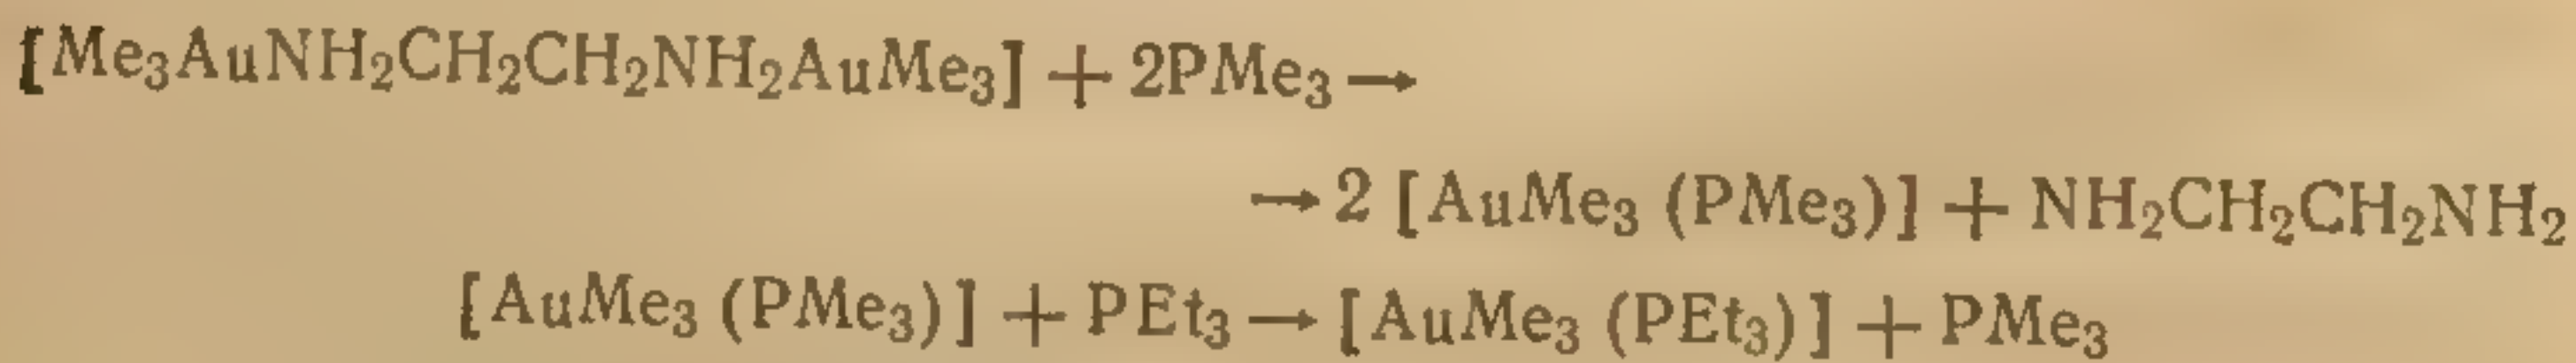 [Me₃AuNH₂CH₂CH₂NH₂AuMe₃] + 2PMe₃ →
→ 2 [AuMe₃ (PMe₃)] + NH₂CH₂CH₂NH₂
[AuMe₃ (PMe₃)] + PEt₃ → [AuMe₃ (PEt₃)] + PMe₃